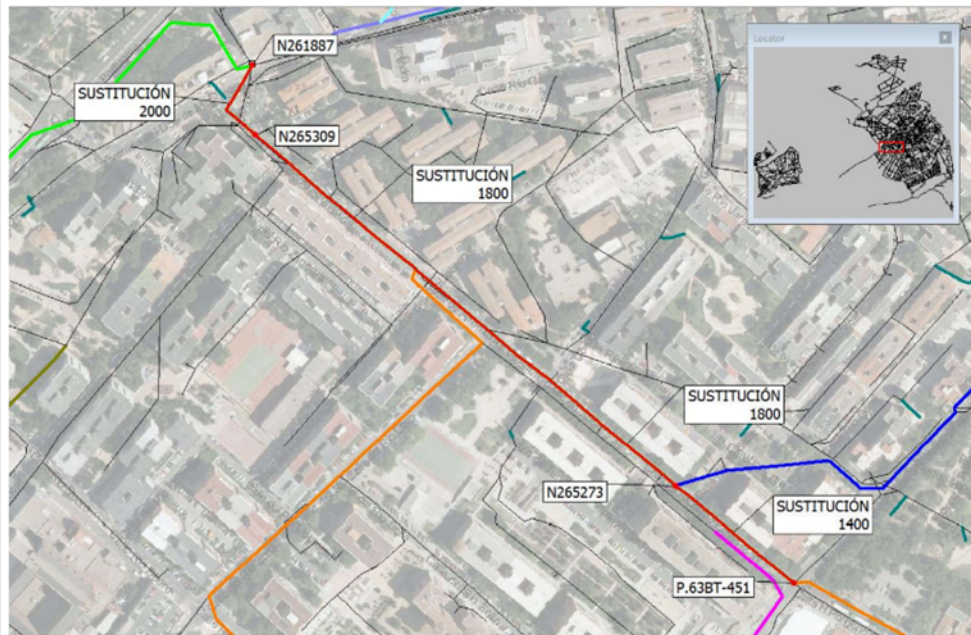 N261887
Locator
SUSTITUCIÓN
2000
N265309
SUSTITUCIÓN
1800
SUSTITUCIÓN
1800
N265273
SUSTITUCIÓN
1400
P.63BT-451